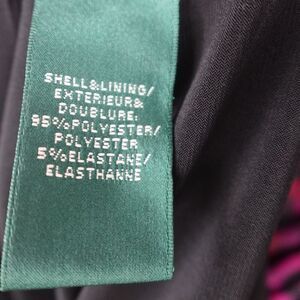 SHELL&LINING/
EXTERIEUR&
DOUBLURE:
95%POLYESTER/
POLYESTER
5%ELASTANE/
ELASTHANNE